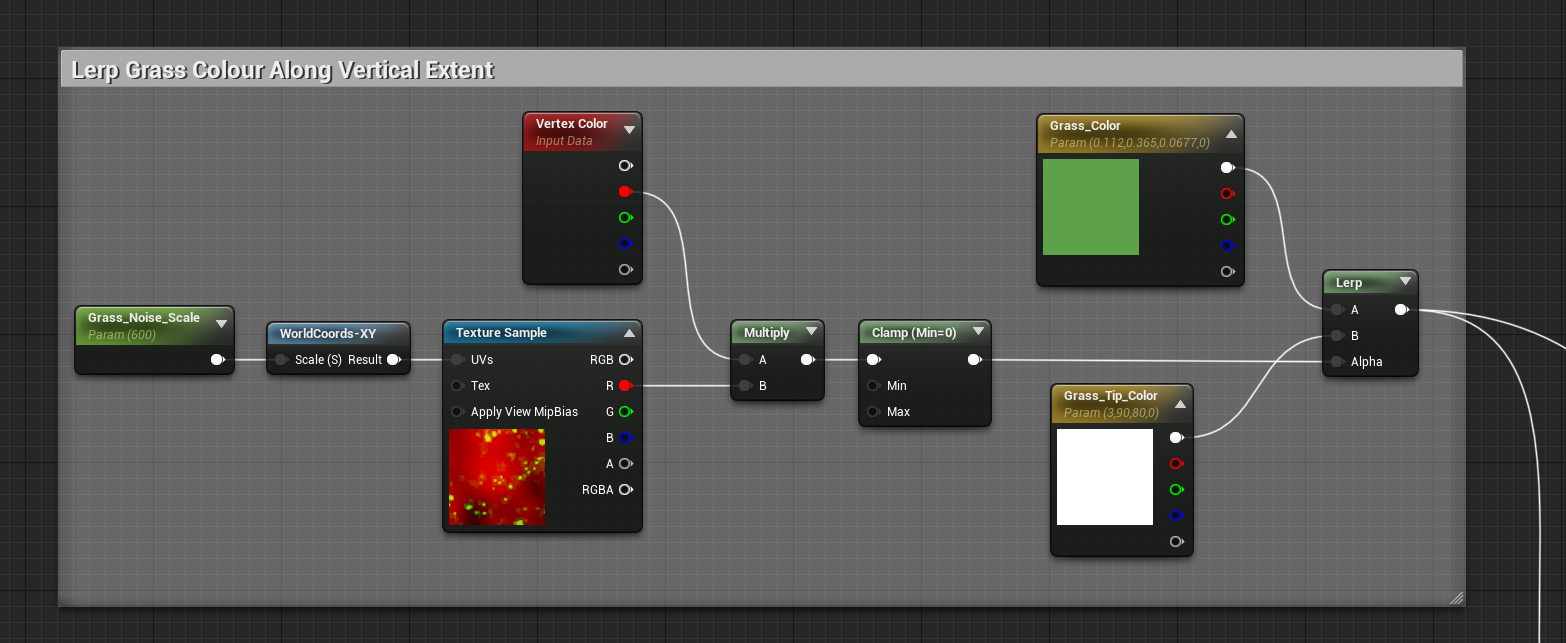 Lerp Grass Colour Along Vertical Extent
Vertex Color
Input Data
Grass_Color
Param (0.112,0.365,0.0677,0)
Grass_Noise_Scale
Param (600)
WorldCoords-XY
Scale (S) Result
Texture Sample
UVs RGB
Tex R
Apply View MipBias G
B
A
RGBA
Multiply
A
B
Clamp (Min=0)
Min
Max
Grass_Tip_Color
Param (3,90,80,0)
Lerp
A
B
Alpha